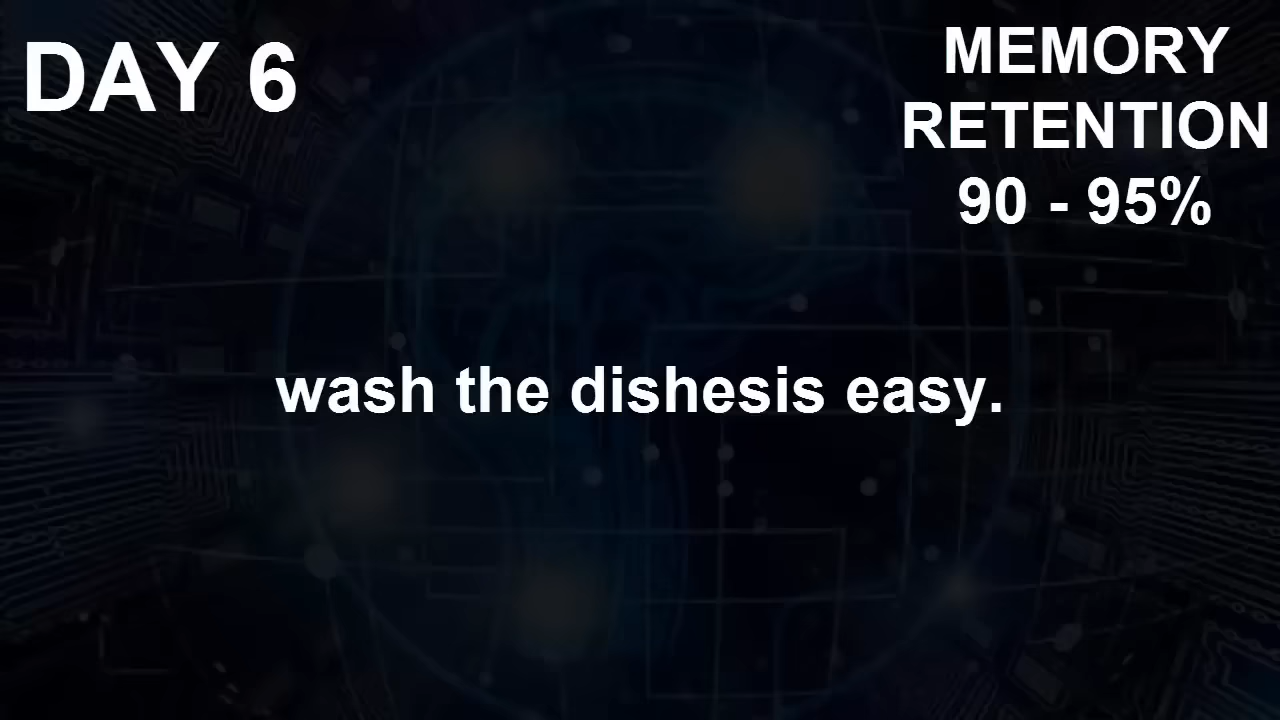 DAY 6
MEMORY
RETENTION
90 - 95%
wash the dishesis easy.